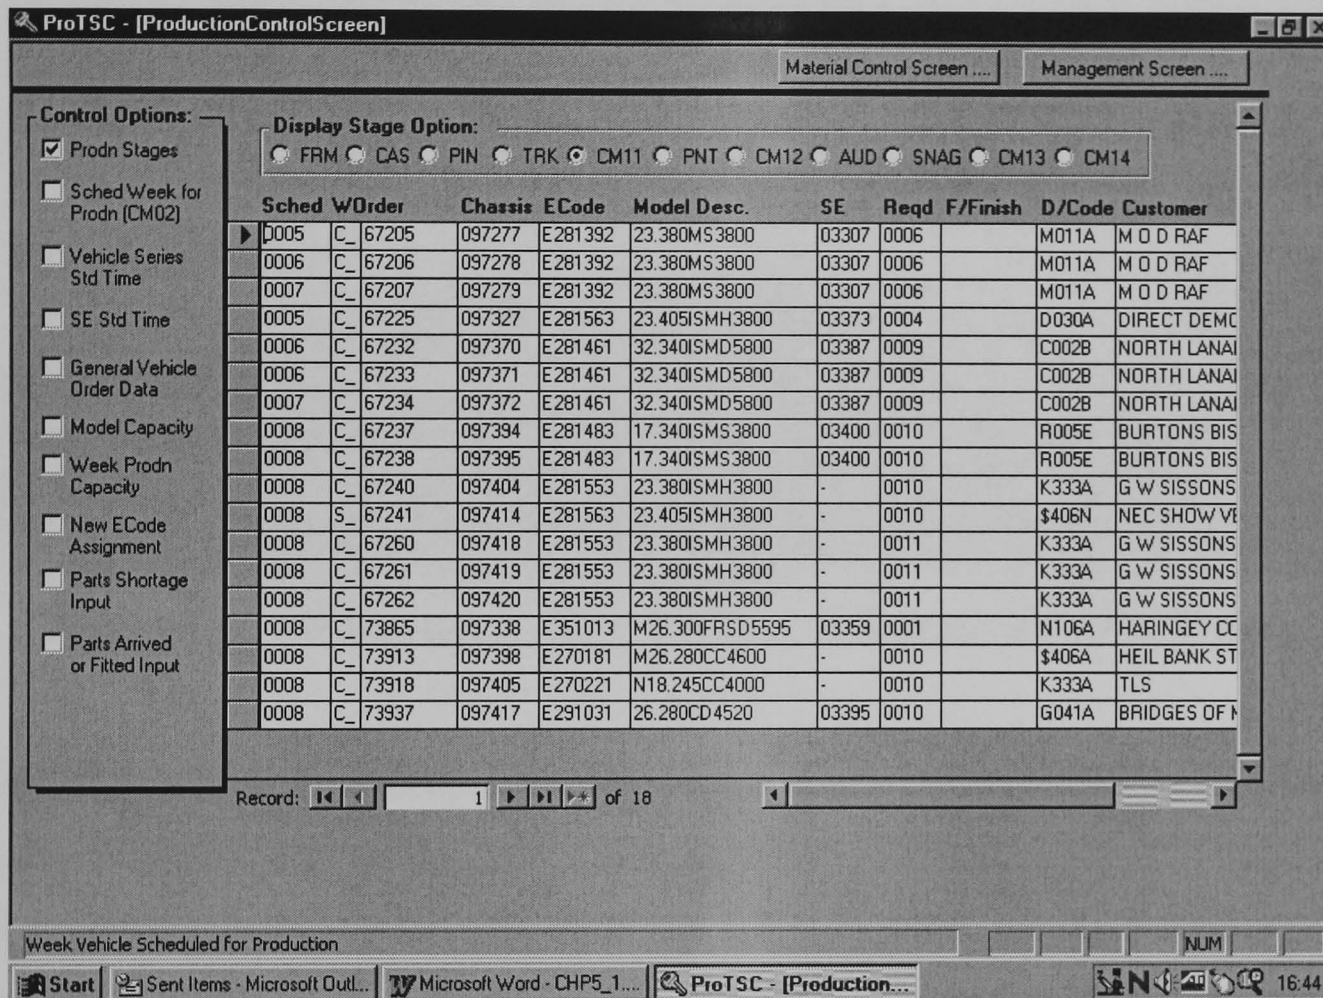 ProTSC - [ProductionControlScreen]
Material Control Screen ....
Management Screen ....
Control Options:
Prodn Stages
Sched Week for
Prodn (CM02)
Vehicle Series
Std Time
SE Std Time
General Vehicle
Order Data
Model Capacity
Week Prodn
Capacity
New ECode
Assignment
Parts Shortage
Input
Parts Arrived
or Fitted Input
Display Stage Option:
FRM CAS PIN TRK CM11 PNT CM12 AUD SNAG CM13 CM14
Sched WOrder Chassis ECode Model Desc. SE Reqd F/Finish D/Code Customer
0005 C_ 67205 097277 E281392 23.380MS3800 03307 0006 M011A M O D RAF
0006 C_ 67206 097278 E281392 23.380MS3800 03307 0006 M011A M O D RAF
0007 C_ 67207 097279 E281392 23.380MS3800 03307 0006 M011A M O D RAF
0005 C_ 67225 097327 E281563 23.405ISMH3800 03373 0004 D030A DIRECT DEMO
0006 C_ 67232 097370 E281461 32.340ISMD5800 03387 0009 C002B NORTH LANAI
0006 C_ 67233 097371 E281461 32.340ISMD5800 03387 0009 C002B NORTH LANAI
0007 C_ 67234 097372 E281461 32.340ISMD5800 03387 0009 C002B NORTH LANAI
0008 C_ 67237 097394 E281483 17.340ISMS3800 03400 0010 R005E BURTONS BIS
0008 C_ 67238 097395 E281483 17.340ISMS3800 03400 0010 R005E BURTONS BIS
0008 C_ 67240 097404 E281553 23.380ISMH3800 - 0010 K333A G W SISSONS
0008 S_ 67241 097414 E281563 23.405ISMH3800 - 0010 $406N NEC SHOW VE
0008 C_ 67260 097418 E281553 23.380ISMH3800 - 0011 K333A G W SISSONS
0008 C_ 67261 097419 E281553 23.380ISMH3800 - 0011 K333A G W SISSONS
0008 C_ 67262 097420 E281553 23.380ISMH3800 - 0011 K333A G W SISSONS
0008 C_ 73865 097338 E351013 M26.300FRSD5595 03359 0001 N106A HARINGEY CO
0008 C_ 73913 097398 E270181 M26.280CC4600 - 0010 $406A HEIL BANK ST
0008 C_ 73918 097405 E270221 N18.245CC4000 - 0010 K333A TLS
0008 C_ 73937 097417 E291031 26.280CD4520 03395 0010 G041A BRIDGES OF
Record: 1 of 18
Week Vehicle Scheduled for Production
NUM
Start Sent Items - Microsoft Outl... Microsoft Word - CHP5_1.... ProTSC - [Production... 16:44